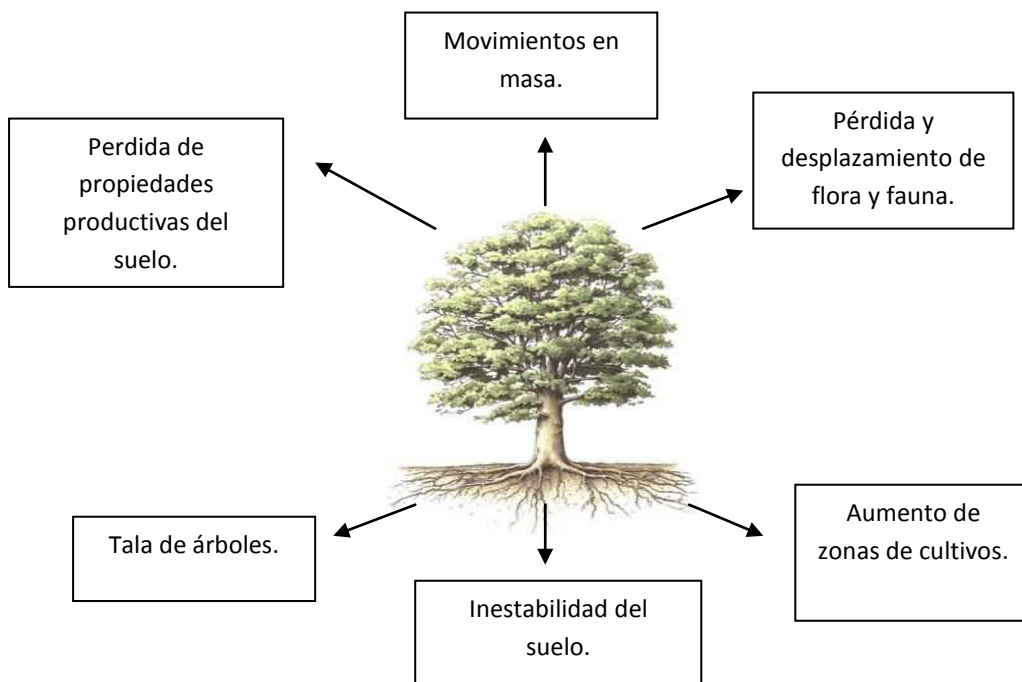 Movimientos en
masa.
Perdida de
propiedades
productivas del
suelo.
Pérdida y
desplazamiento de
flora y fauna.
Tala de árboles.
Inestabilidad del
suelo.
Aumento de
zonas de cultivos.